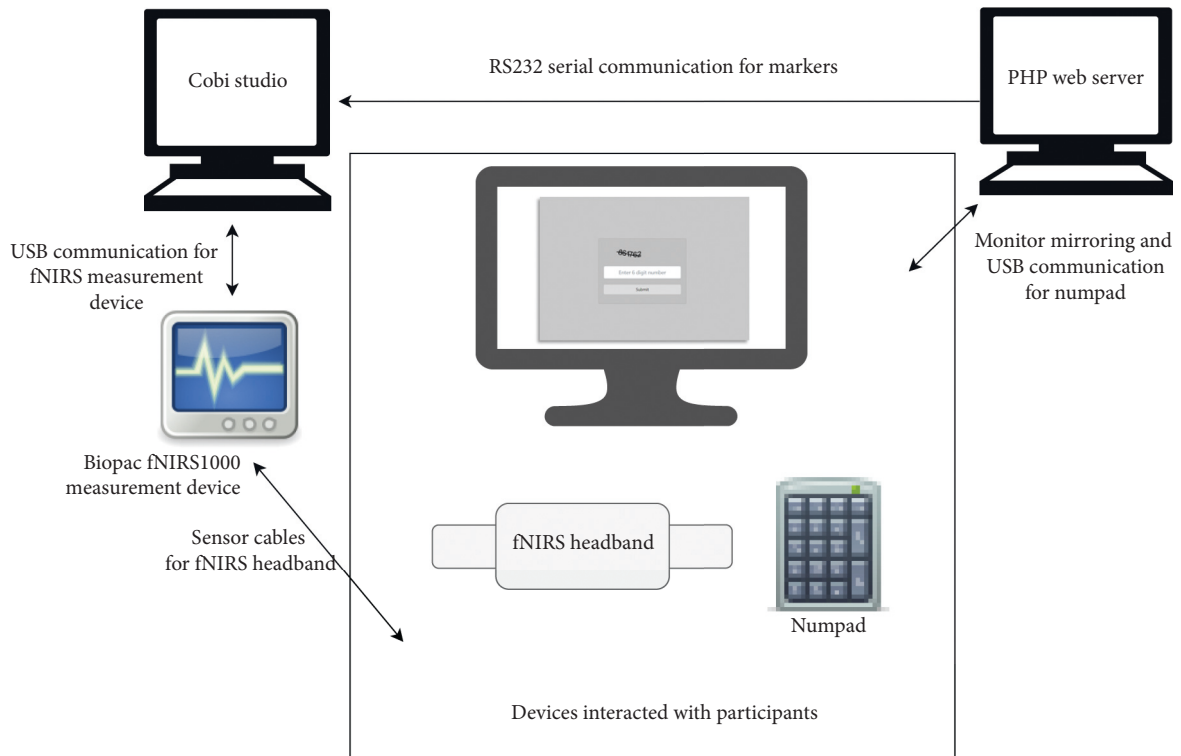 Cobi studio
RS232 serial communication for markers
PHP web server
USB communication for
fNIRS measurement
device
Monitor mirroring and
USB communication
for numpad
Enter 6 digit number
Submit
Biopac fNIRS1000
measurement device
Sensor cables
for fNIRS headband
fNIRS headband
Numpad
Devices interacted with participants